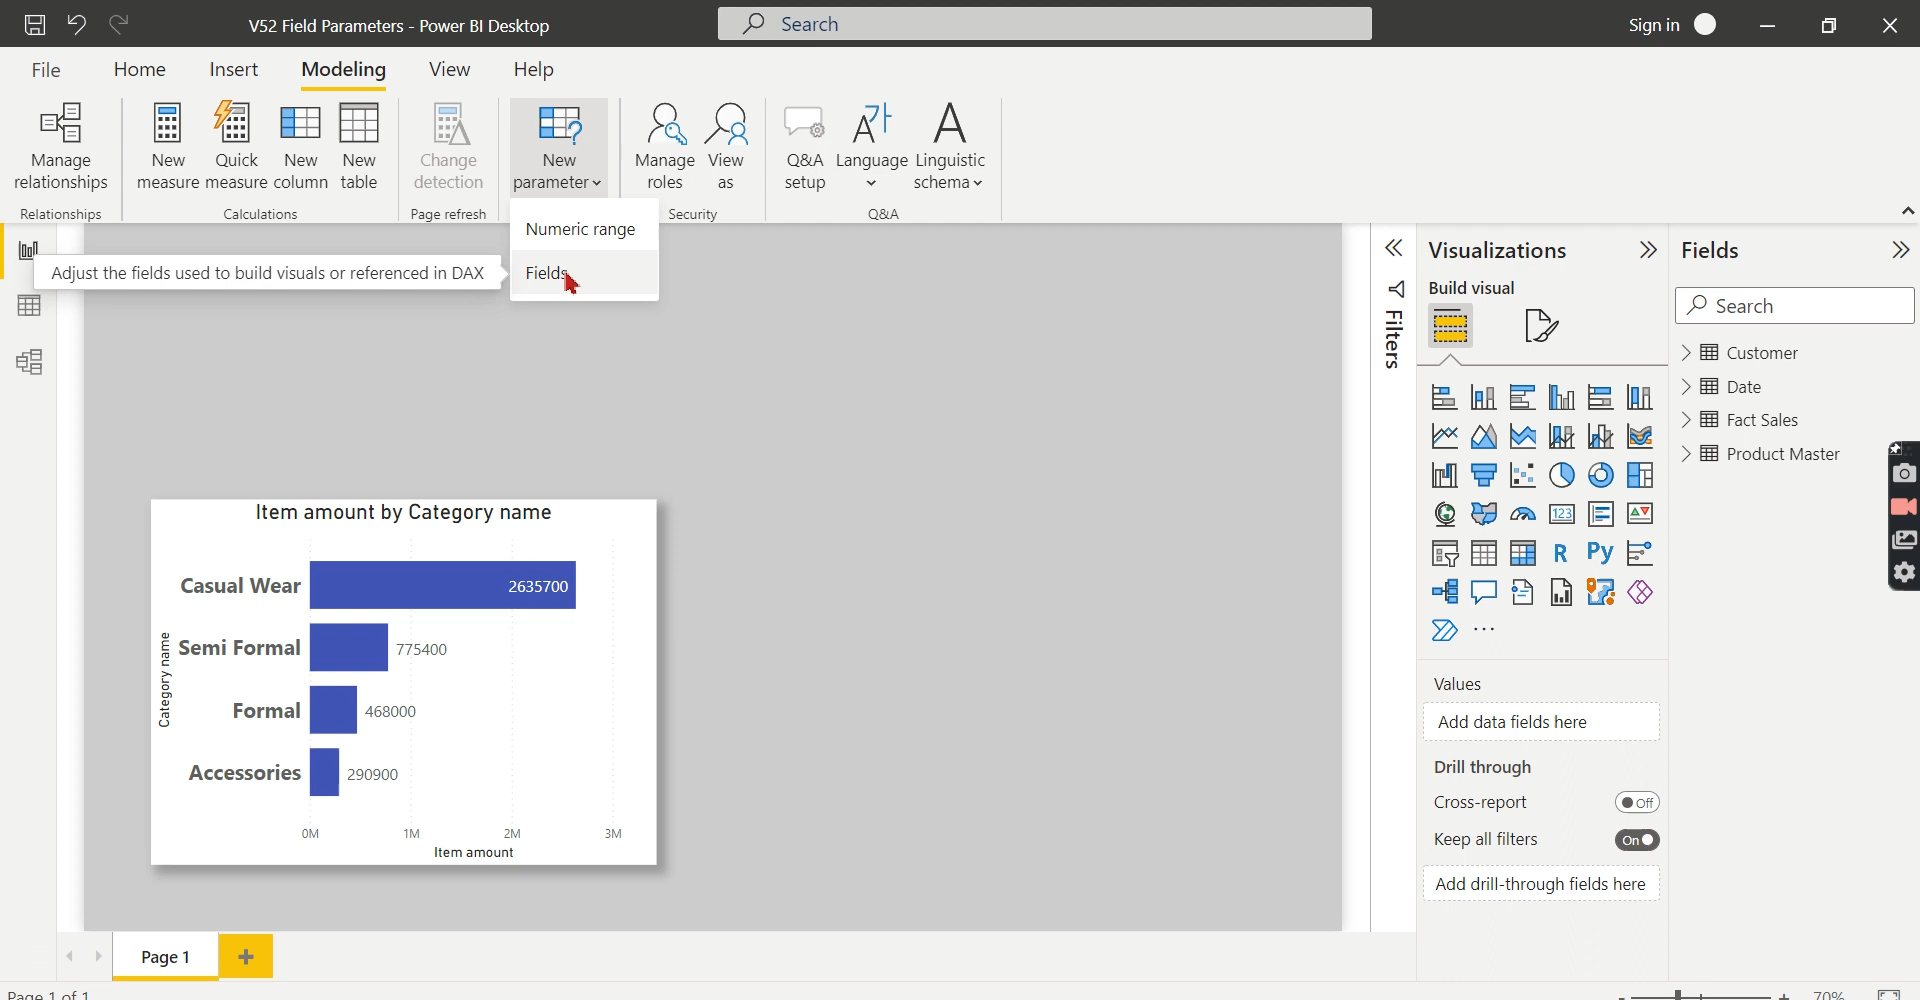 V52 Field Parameters - Power BI Desktop
Search
Sign in
File
Home
Insert
Modeling
View
Help
Manage
relationships
Relationships
New
measure
Quick
measure
New
column
New
table
Calculations
Change
detection
Page refresh
New
parameter
Manage
roles
View
as
Security
Q&A
setup
Language
Linguistic
schema
Q&A
Numeric range
Fields
Adjust the fields used to build visuals or referenced in DAX
Item amount by Category name
Category name
Casual Wear
2635700
Semi Formal
775400
Formal
468000
Accessories
290900
0M
1M
2M
3M
Item amount
Filters
Visualizations
Build visual
123
R
Py
Values
Add data fields here
Drill through
Cross-report
Off
Keep all filters
On
Add drill-through fields here
Fields
Search
Customer
Date
Fact Sales
Product Master
Page 1
Page 1 of 1
70%